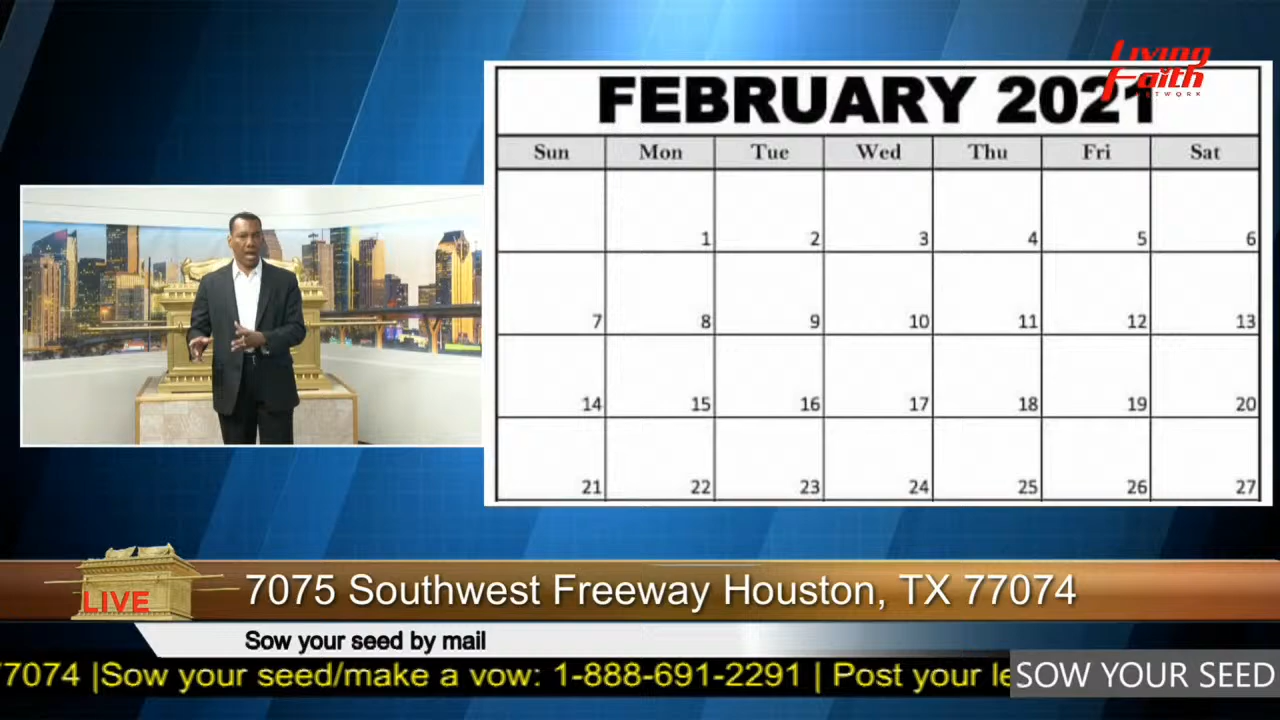 Living
Faith
NETWORK
FEBRUARY 2021
Sun Mon Tue Wed Thu Fri Sat
1 2 3 4 5 6
7 8 9 10 11 12 13
14 15 16 17 18 19 20
21 22 23 24 25 26 27
LIVE
7075 Southwest Freeway Houston, TX 77074
Sow your seed by mail
77074 |Sow your seed/make a vow: 1-888-691-2291 | Post your
SOW YOUR SEED